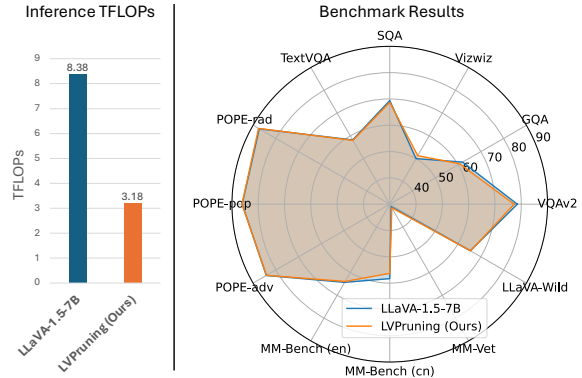 Inference TFLOPs
9
8
7
6
5
4
3
2
1
0
TFLOPs
8.38
3.18
LLaVA-1.5-7B
LVPruning (Ours)
Benchmark Results
SQA
TextVQA
Vizwiz
POPE-rad
GQA
90
80
70
60
50
40
POPE-pop
VQAv2
POPE-adv
LLaVA-Wild
LLaVA-1.5-7B
LVPruning (Ours)
MM-Bench (en)
MM-Vet
MM-Bench (cn)